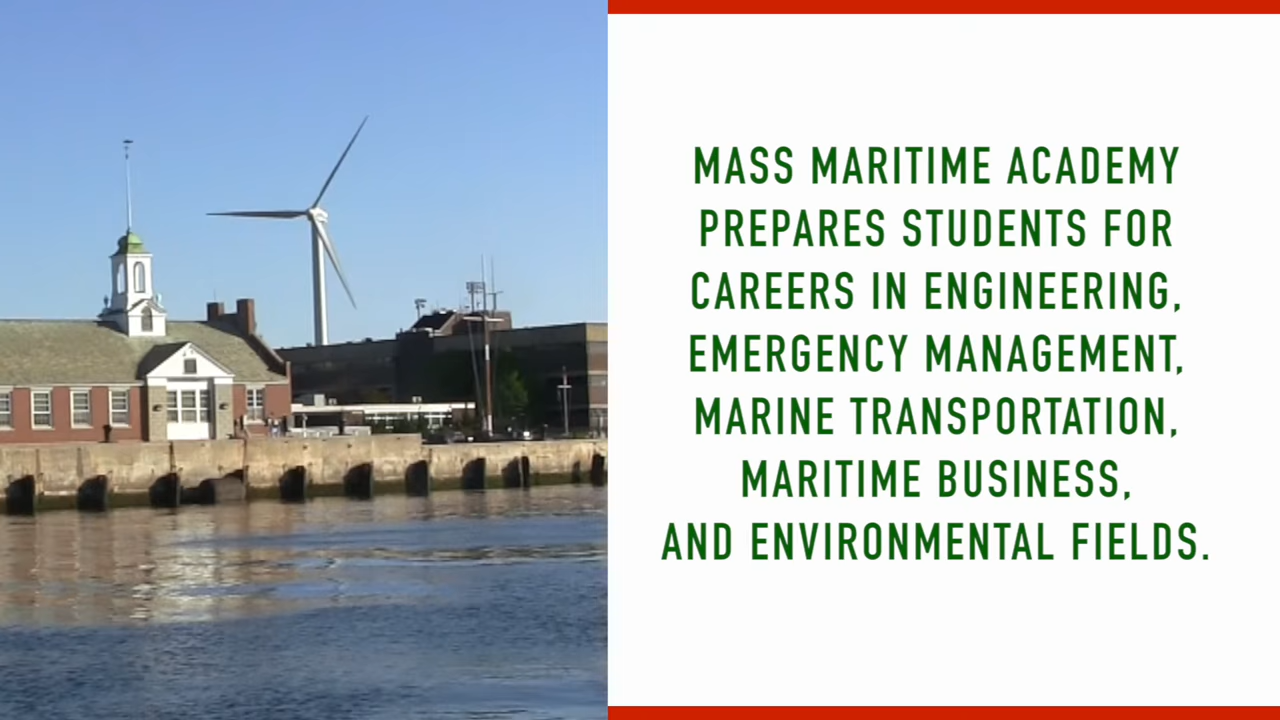 MASS MARITIME ACADEMY
PREPARES STUDENTS FOR
CAREERS IN ENGINEERING,
EMERGENCY MANAGEMENT,
MARINE TRANSPORTATION,
MARITIME BUSINESS,
AND ENVIRONMENTAL FIELDS.